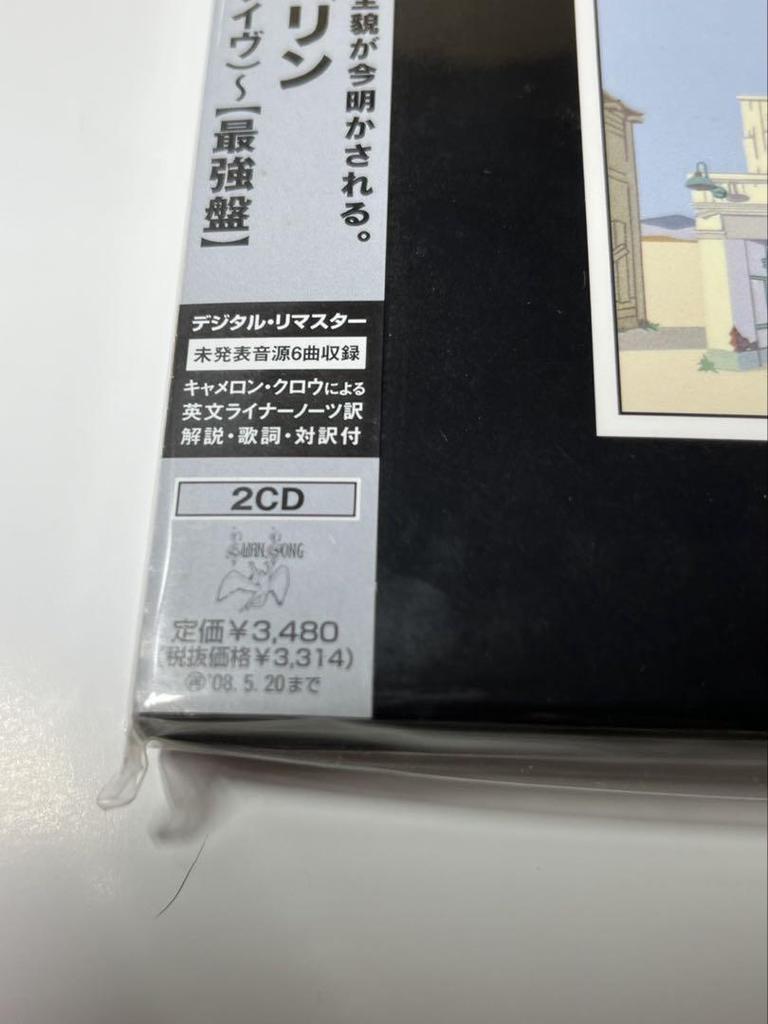 全貌が今明かされる。
リン
イヴ）～【最強盤】
デジタル・リマスター
未発表音源6曲収録
キャメロン・クロウによる
英文ライナーノーツ訳
解説・歌詞・対訳付
2CD
SWAN SONG
定価￥3,480
(税抜価格￥3,314)
㋫'08. 5. 20まで